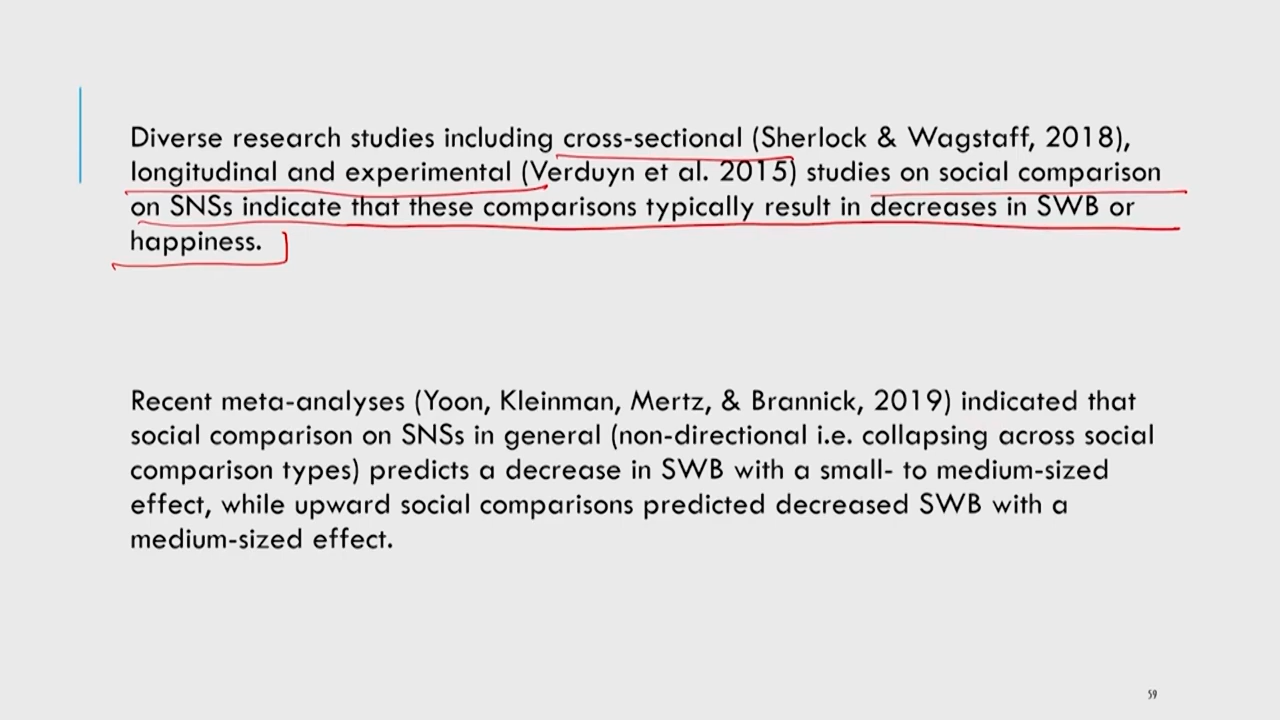 Diverse research studies including cross-sectional (Sherlock & Wagstaff, 2018),
longitudinal and experimental (Verduyn et al. 2015) studies on social comparison
on SNSs indicate that these comparisons typically result in decreases in SWB or
happiness.
Recent meta-analyses (Yoon, Kleinman, Mertz, & Brannick, 2019) indicated that
social comparison on SNSs in general (non-directional i.e. collapsing across social
comparison types) predicts a decrease in SWB with a small- to medium-sized
effect, while upward social comparisons predicted decreased SWB with a
medium-sized effect.
59